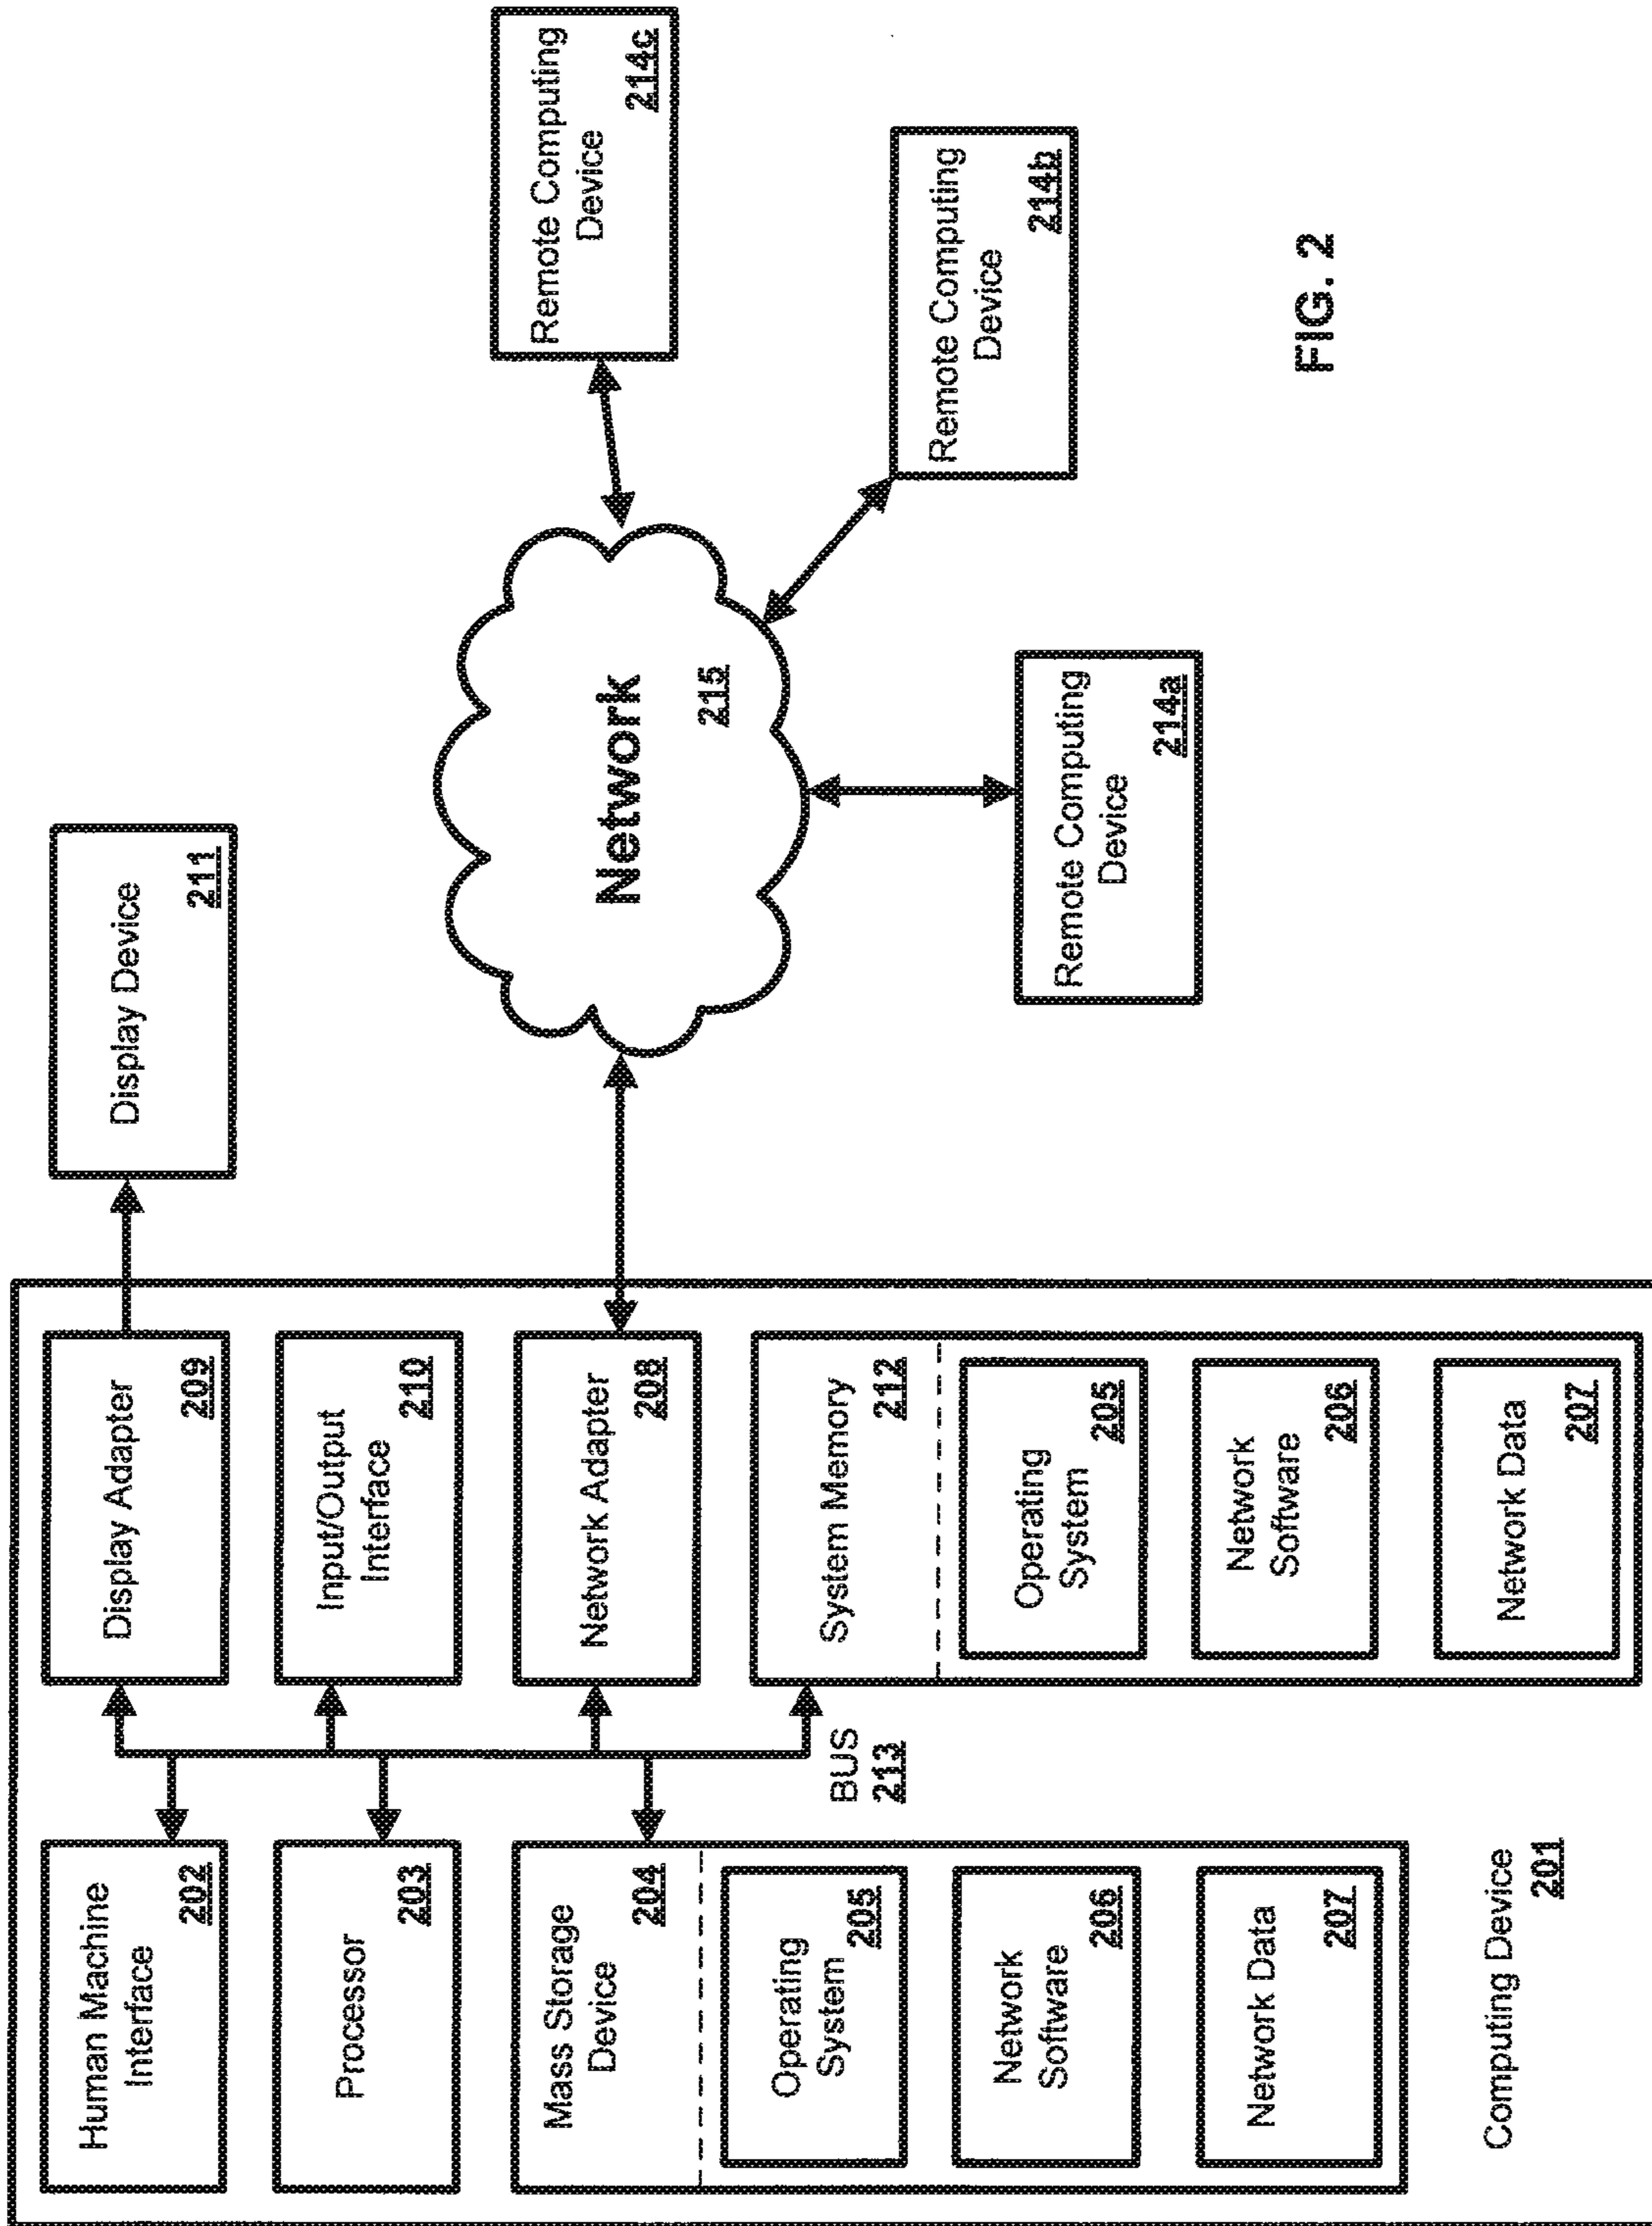 Human Machine
Interface
202
Processor
203
Mass Storage
Device
204
Operating
System
205
Network
Software
206
Network Data
207
Computing Device
201
BUS
213
Display Adapter
209
Input/Output
Interface
210
Network Adapter
208
System Memory
212
Operating
System
205
Network
Software
206
Network Data
207
Display Device
211
Network
215
Remote Computing
Device
214a
Remote Computing
Device
214b
Remote Computing
Device
214c
FIG. 2